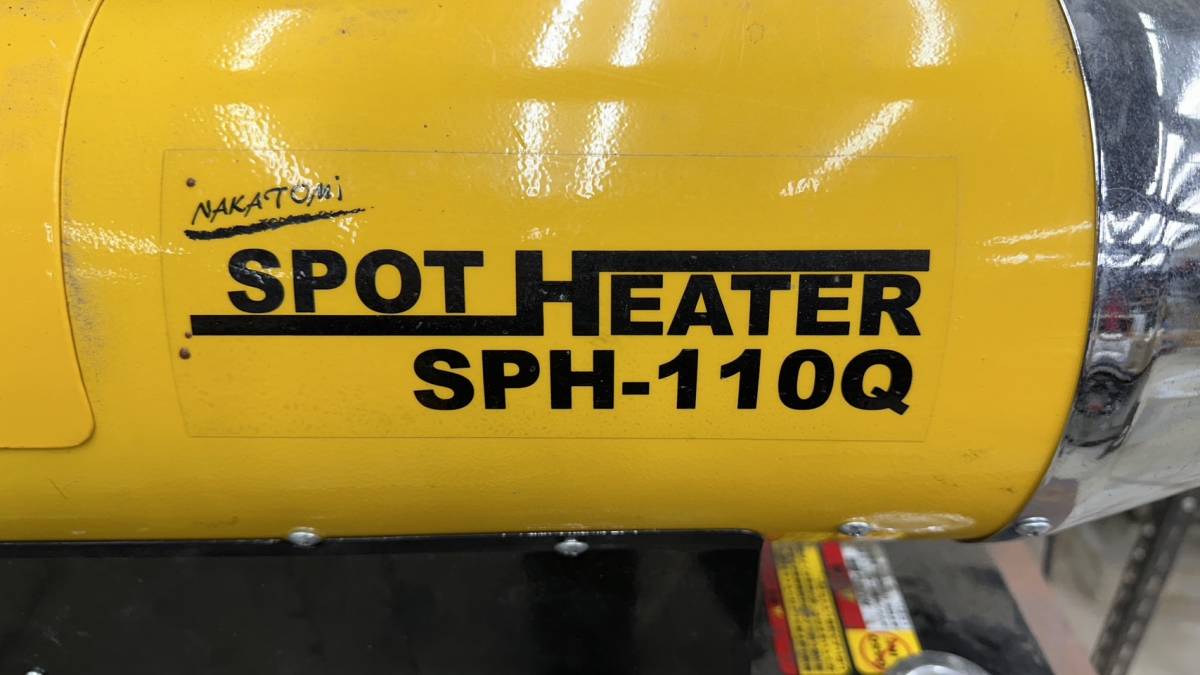 NAKATOMi
SPOT HEATER
SPH-110Q